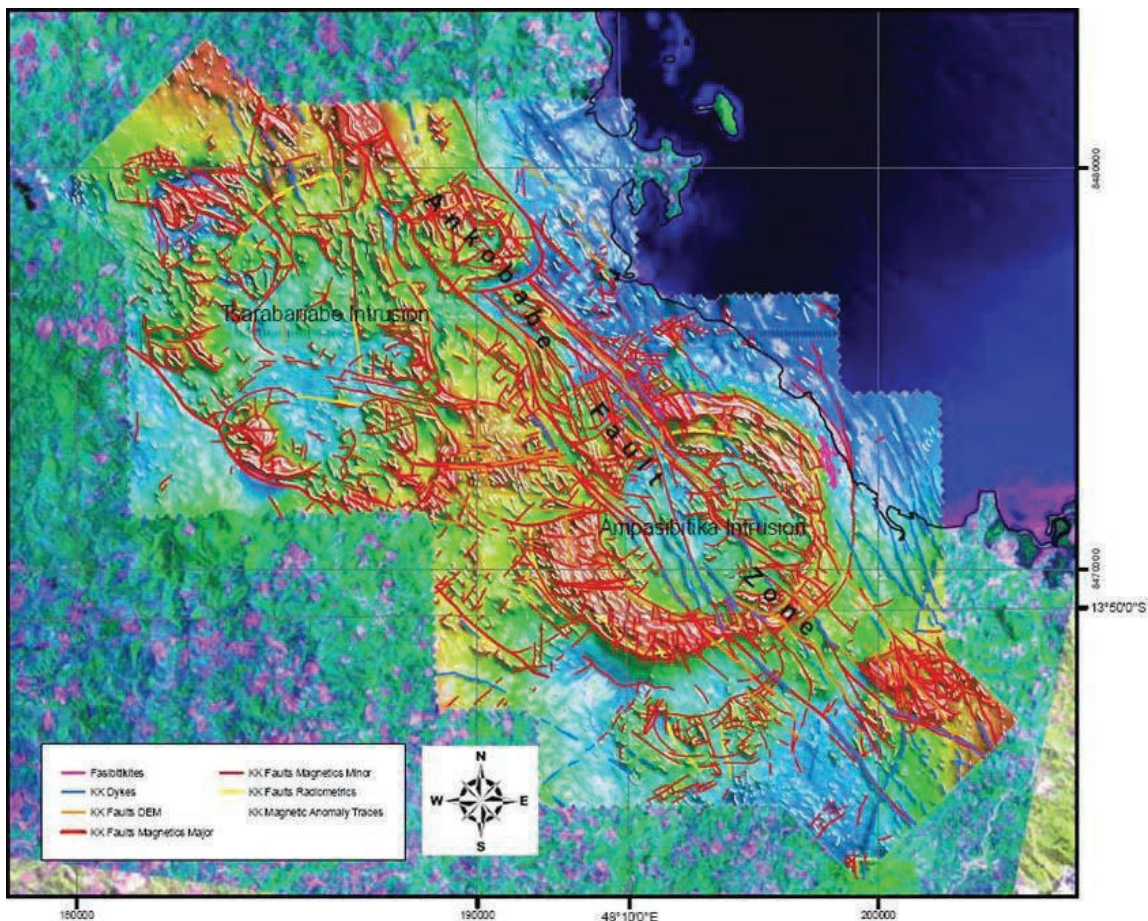 8480000
Ankobabe Fault Zone
Tsarabariabe Intrusion
Ampasibitika Intrusion
8470000
13°50'0"S
Fasibitikites
KK Dykes
KK Faults DEM
KK Faults Magnetics Major
KK Faults Magnetics Minor
KK Faults Radiometrics
KK Magnetic Anomaly Traces
N
W E
S
180000
190000
48°10'0"E
200000